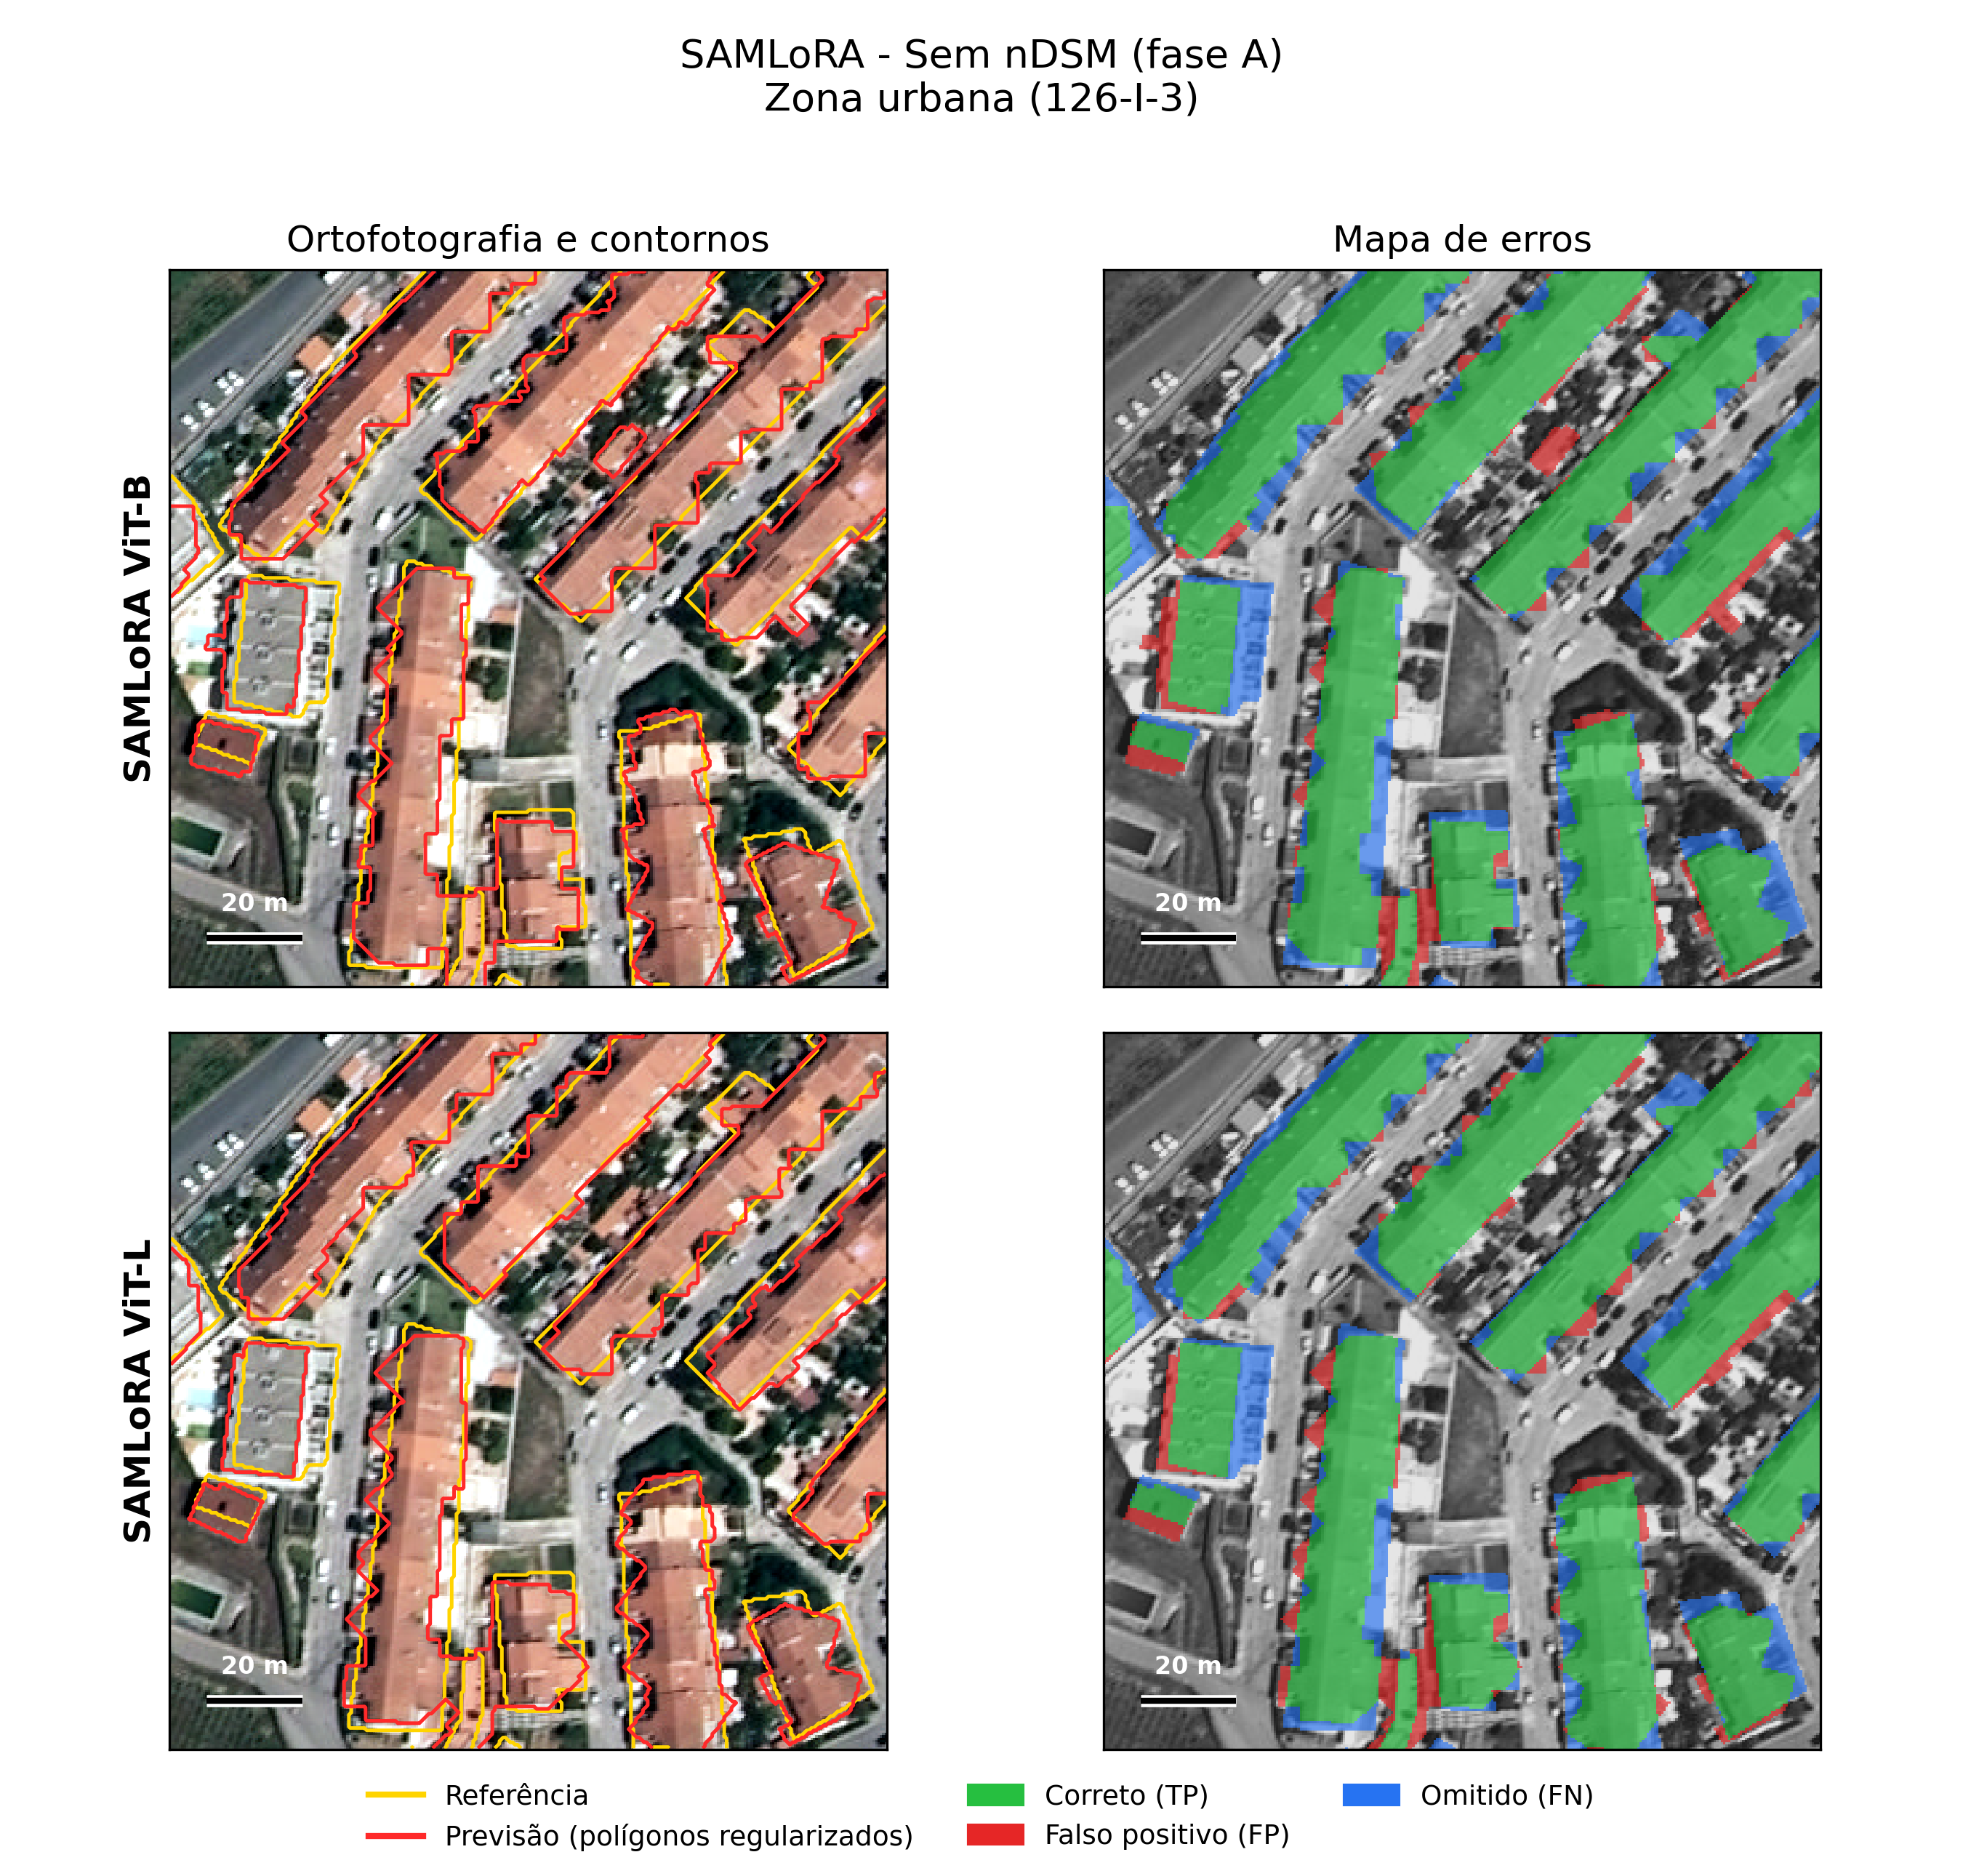 SAMLoRA - Sem nDSM (fase A)
Zona urbana (126-I-3)
Ortofotografia e contornos
Mapa de erros
SAMLoRA ViT-B
20 m
20 m
SAMLoRA ViT-L
20 m
20 m
Referência
Previsão (polígonos regularizados)
Correto (TP)
Falso positivo (FP)
Omitido (FN)